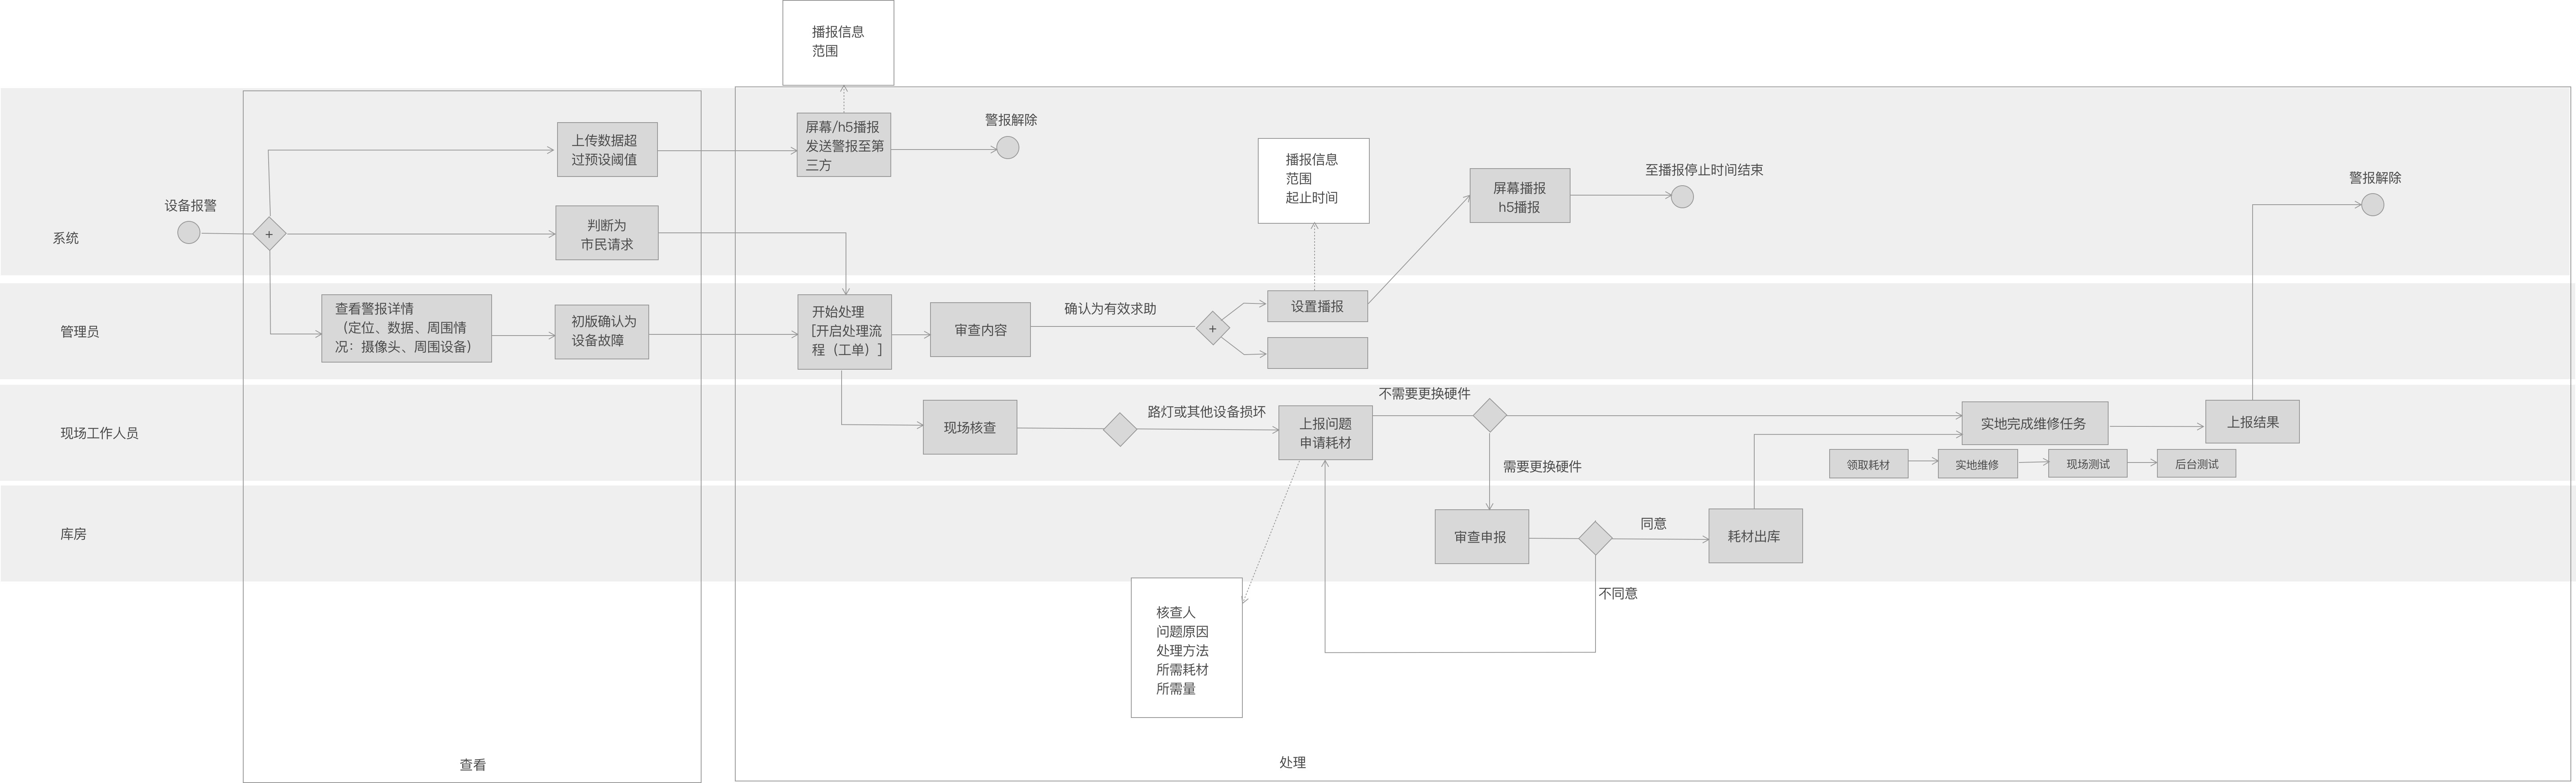 播报信息
范围
屏幕/h5播报
发送警报至第
三方
警报解除
上传数据超
过预设阈值
设备报警
+
判断为
市民请求
系统
播报信息
范围
起止时间
屏幕播报
h5播报
至播报停止时间结束
警报解除
管理员
查看警报详情
（定位、数据、周围情
况：摄像头、周围设备）
初版确认为
设备故障
开始处理
[开启处理流
程（工单）]
审查内容
确认为有效求助
+
设置播报
现场工作人员
现场核查
路灯或其他设备损坏
上报问题
申请耗材
不需要更换硬件
需要更换硬件
实地完成维修任务
上报结果
领取耗材
实地维修
现场测试
后台测试
库房
审查申报
同意
耗材出库
不同意
核查人
问题原因
处理方法
所需耗材
所需量
查看
处理